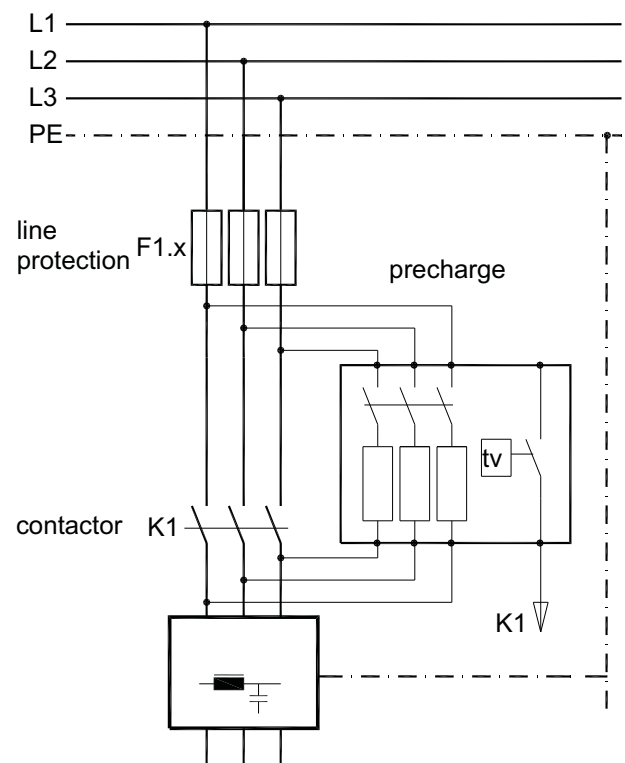 L1
L2
L3
PE
line
protection
F1.x
precharge
tv
contactor
K1
K1